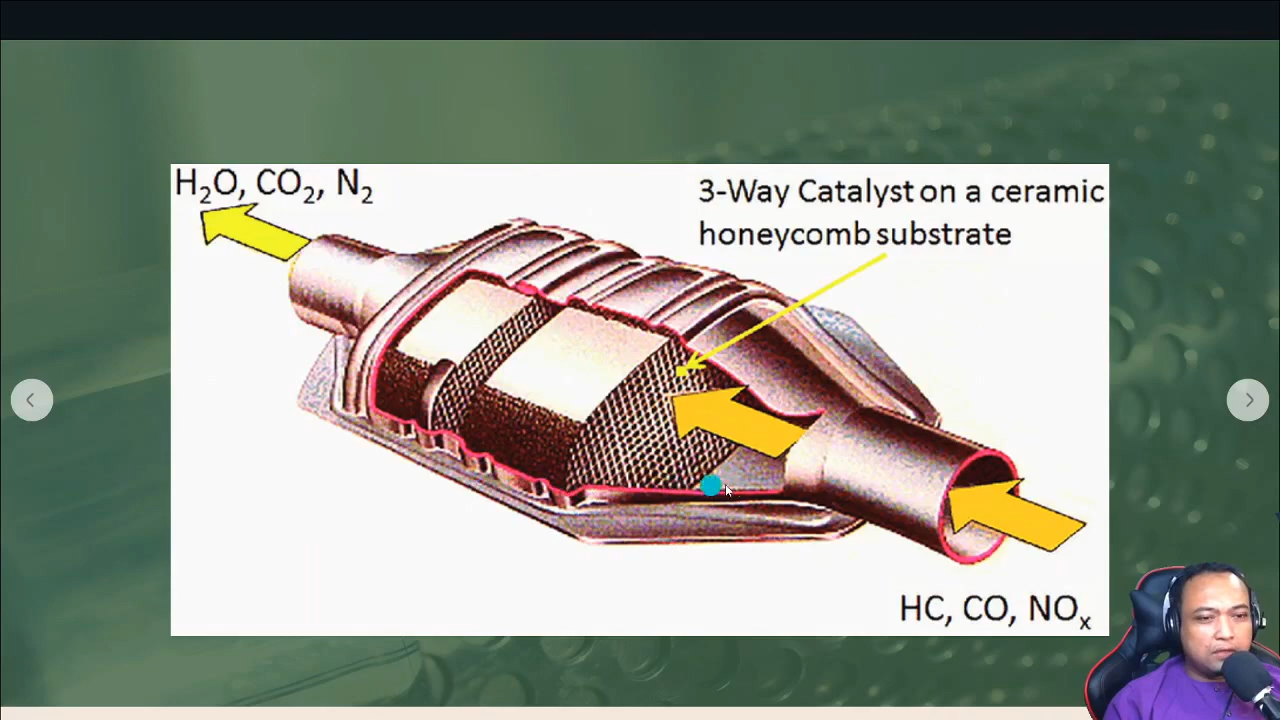 H₂O, CO₂, N₂
3-Way Catalyst on a ceramic
honeycomb substrate
HC, CO, NOₓ